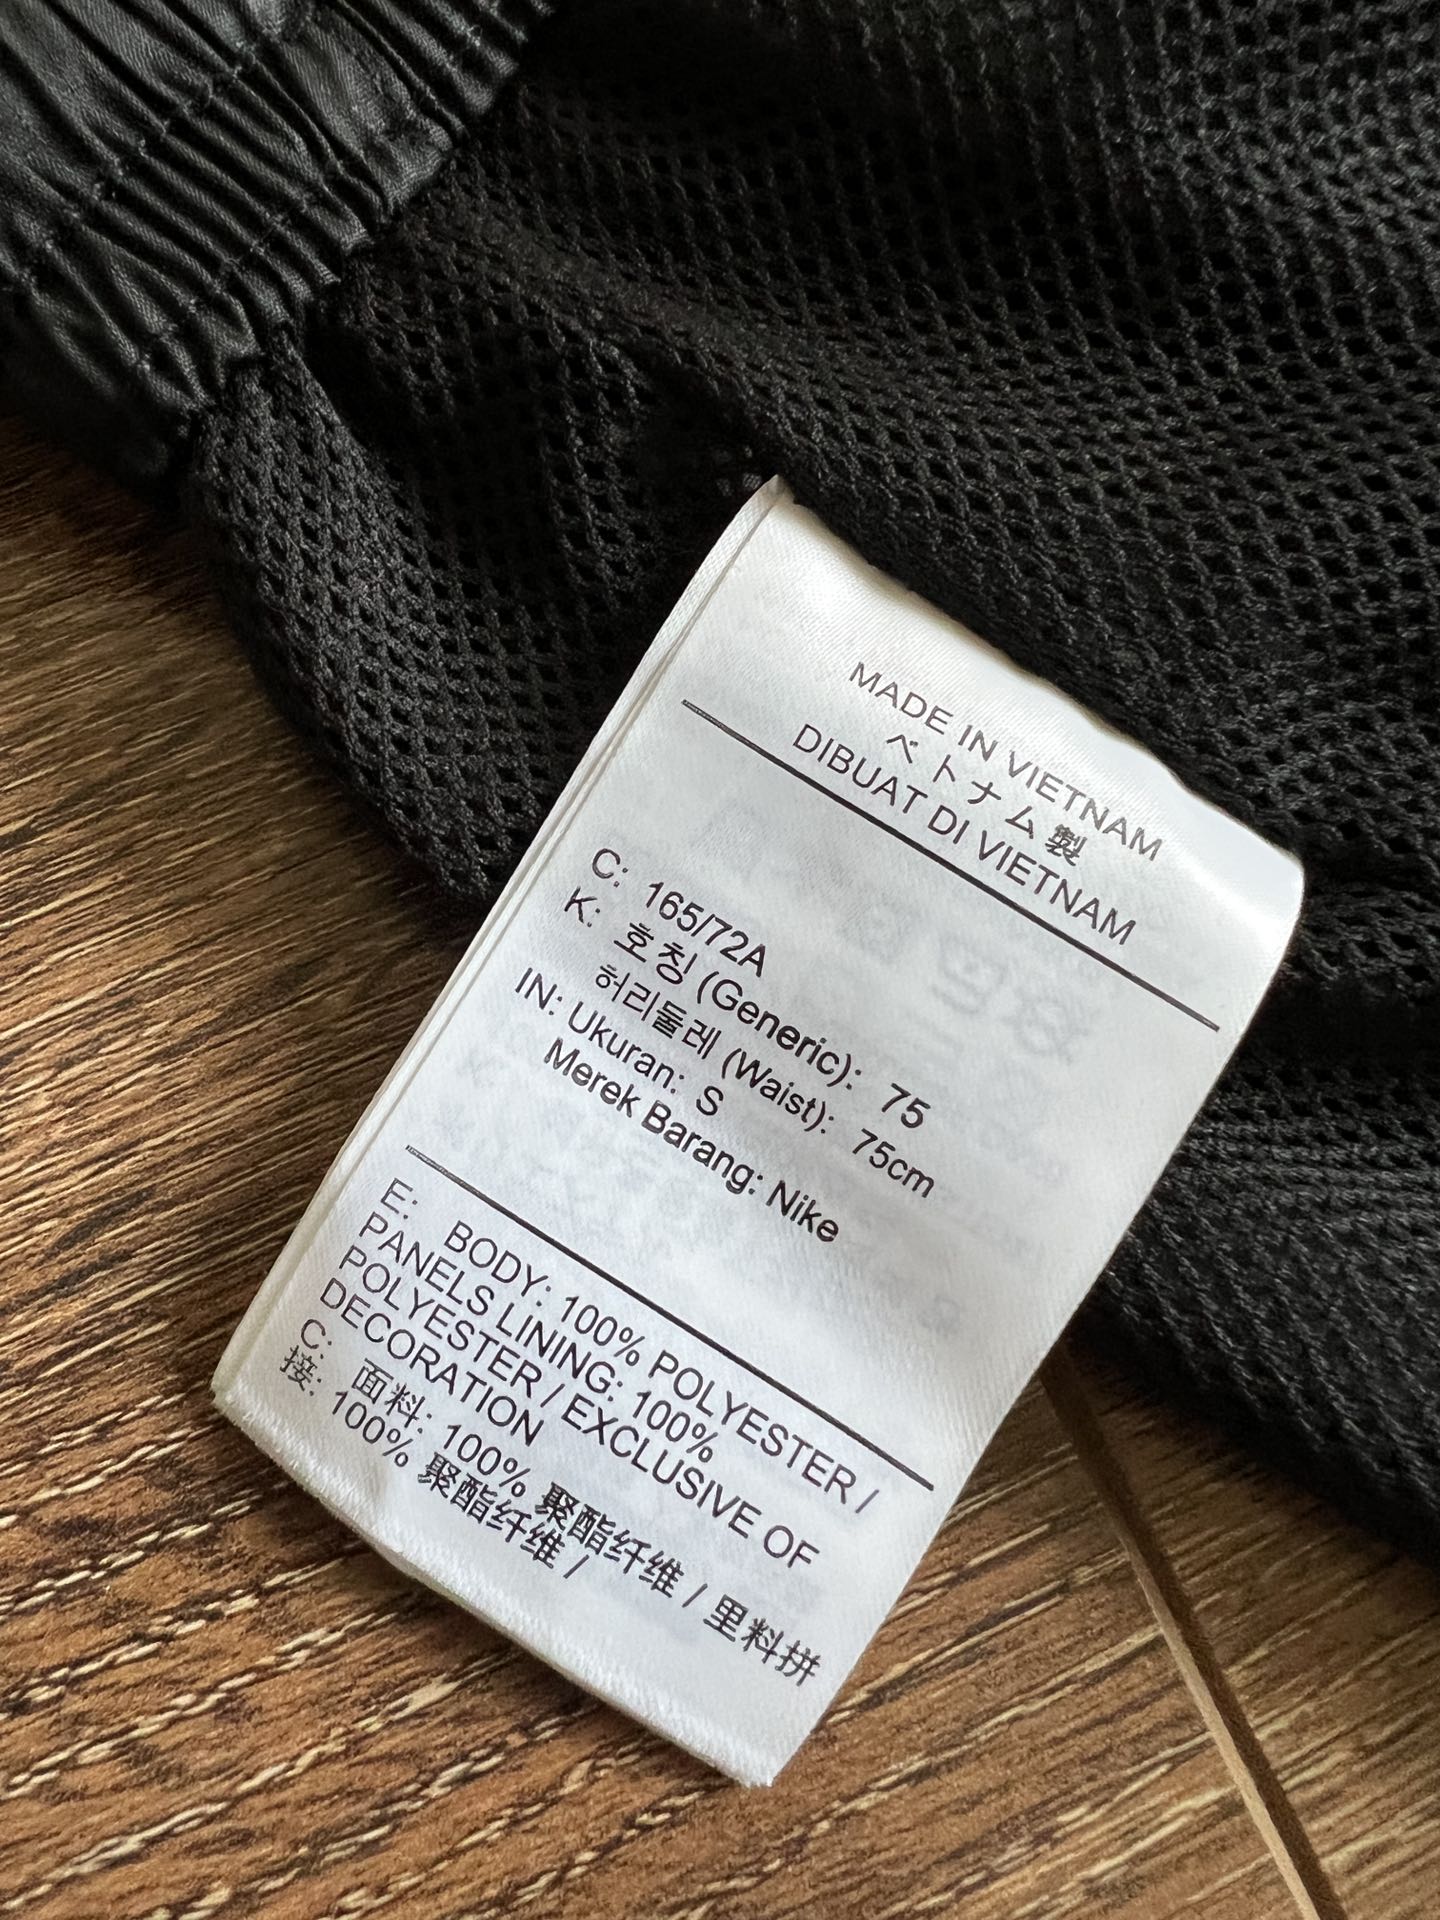 MADE IN VIETNAM
ベトナム製
DIBUAT DI VIETNAM
C: 165/72A
K: 호칭 (Generic): 75
허리둘레 (Waist): 75cm
IN: Ukuran: S
Merek Barang: Nike
E: BODY: 100% POLYESTER /
PANELS LINING: 100%
POLYESTER / EXCLUSIVE OF
DECORATION
C: 面料: 100% 聚酯纤维 / 里料拼
接: 100% 聚酯纤维 /